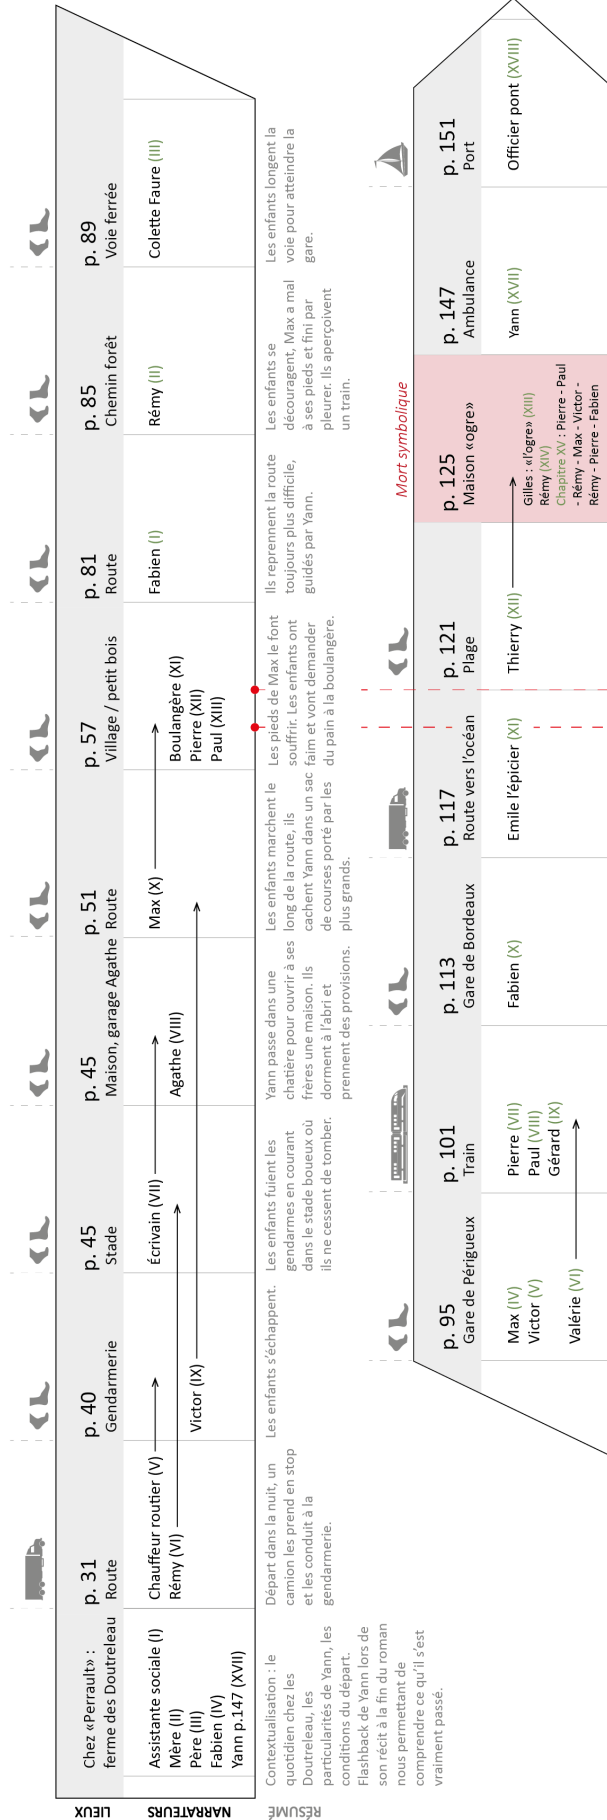 LIEUX
NARRATEURS
RÉSUMÉ
Chez «Perrault» :
ferme des Doutreleau
Assistante sociale (I)
Mère (II)
Père (III)
Fabien (IV)
Yann p.147 (XVII)
Contextualisation : le
quotidien chez les
Doutreleau, les
particularités de Yann, les
conditions du départ.
Flashback de Yann lors de
son récit à la fin du roman
nous permettant de
comprendre ce qu'il s'est
vraiment passé.
p. 31
Route
Chauffeur routier (V)
Rémy (VI)
Départ dans la nuit, un
camion les prend en stop
et les conduit à la
gendarmerie.
p. 40
Gendarmerie
Victor (IX)
Les enfants s'échappent.
p. 45
Stade
Écrivain (VII)
Les enfants fuient les
gendarmes en courant
dans le stade boueux où
ils ne cessent de tomber.
p. 45
Maison, garage Agathe
Agathe (VIII)
Yann passe dans une
chatière pour ouvrir à ses
frères une maison. Ils
dorment à l'abri et
prennent des provisions.
p. 51
Route
Max (X)
Les enfants marchent le
long de la route, ils
cachent Yann dans un sac
de courses porté par les
plus grands.
p. 57
Village / petit bois
Boulangère (XI)
Pierre (XII)
Paul (XIII)
Les pieds de Max le font
souffrir. Les enfants ont
faim et vont demander
du pain à la boulangère.
p. 81
Route
Fabien (I)
Ils reprennent la route
toujours plus difficile,
guidés par Yann.
p. 85
Chemin forêt
Rémy (II)
Les enfants se
découragent, Max a mal
à ses pieds et fini par
pleurer. Ils aperçoivent
un train.
p. 89
Voie ferrée
Colette Faure (III)
Les enfants longent la
voie pour atteindre la
gare.
p. 95
Gare de Périgueux
Max (IV)
Victor (V)
Valérie (VI)
p. 101
Train
Pierre (VII)
Paul (VIII)
Gérard (IX)
p. 113
Gare de Bordeaux
Fabien (X)
p. 117
Route vers l'océan
Emile l'épicier (XI)
p. 121
Plage
Thierry (XII)
Mort symbolique
p. 125
Maison «ogre»
Gilles : «l'ogre» (XIII)
Rémy (XIV)
Chapitre XV : Pierre - Paul
- Rémy - Max - Victor -
Rémy - Pierre - Fabien
p. 147
Ambulance
Yann (XVII)
p. 151
Port
Officier pont (XVIII)